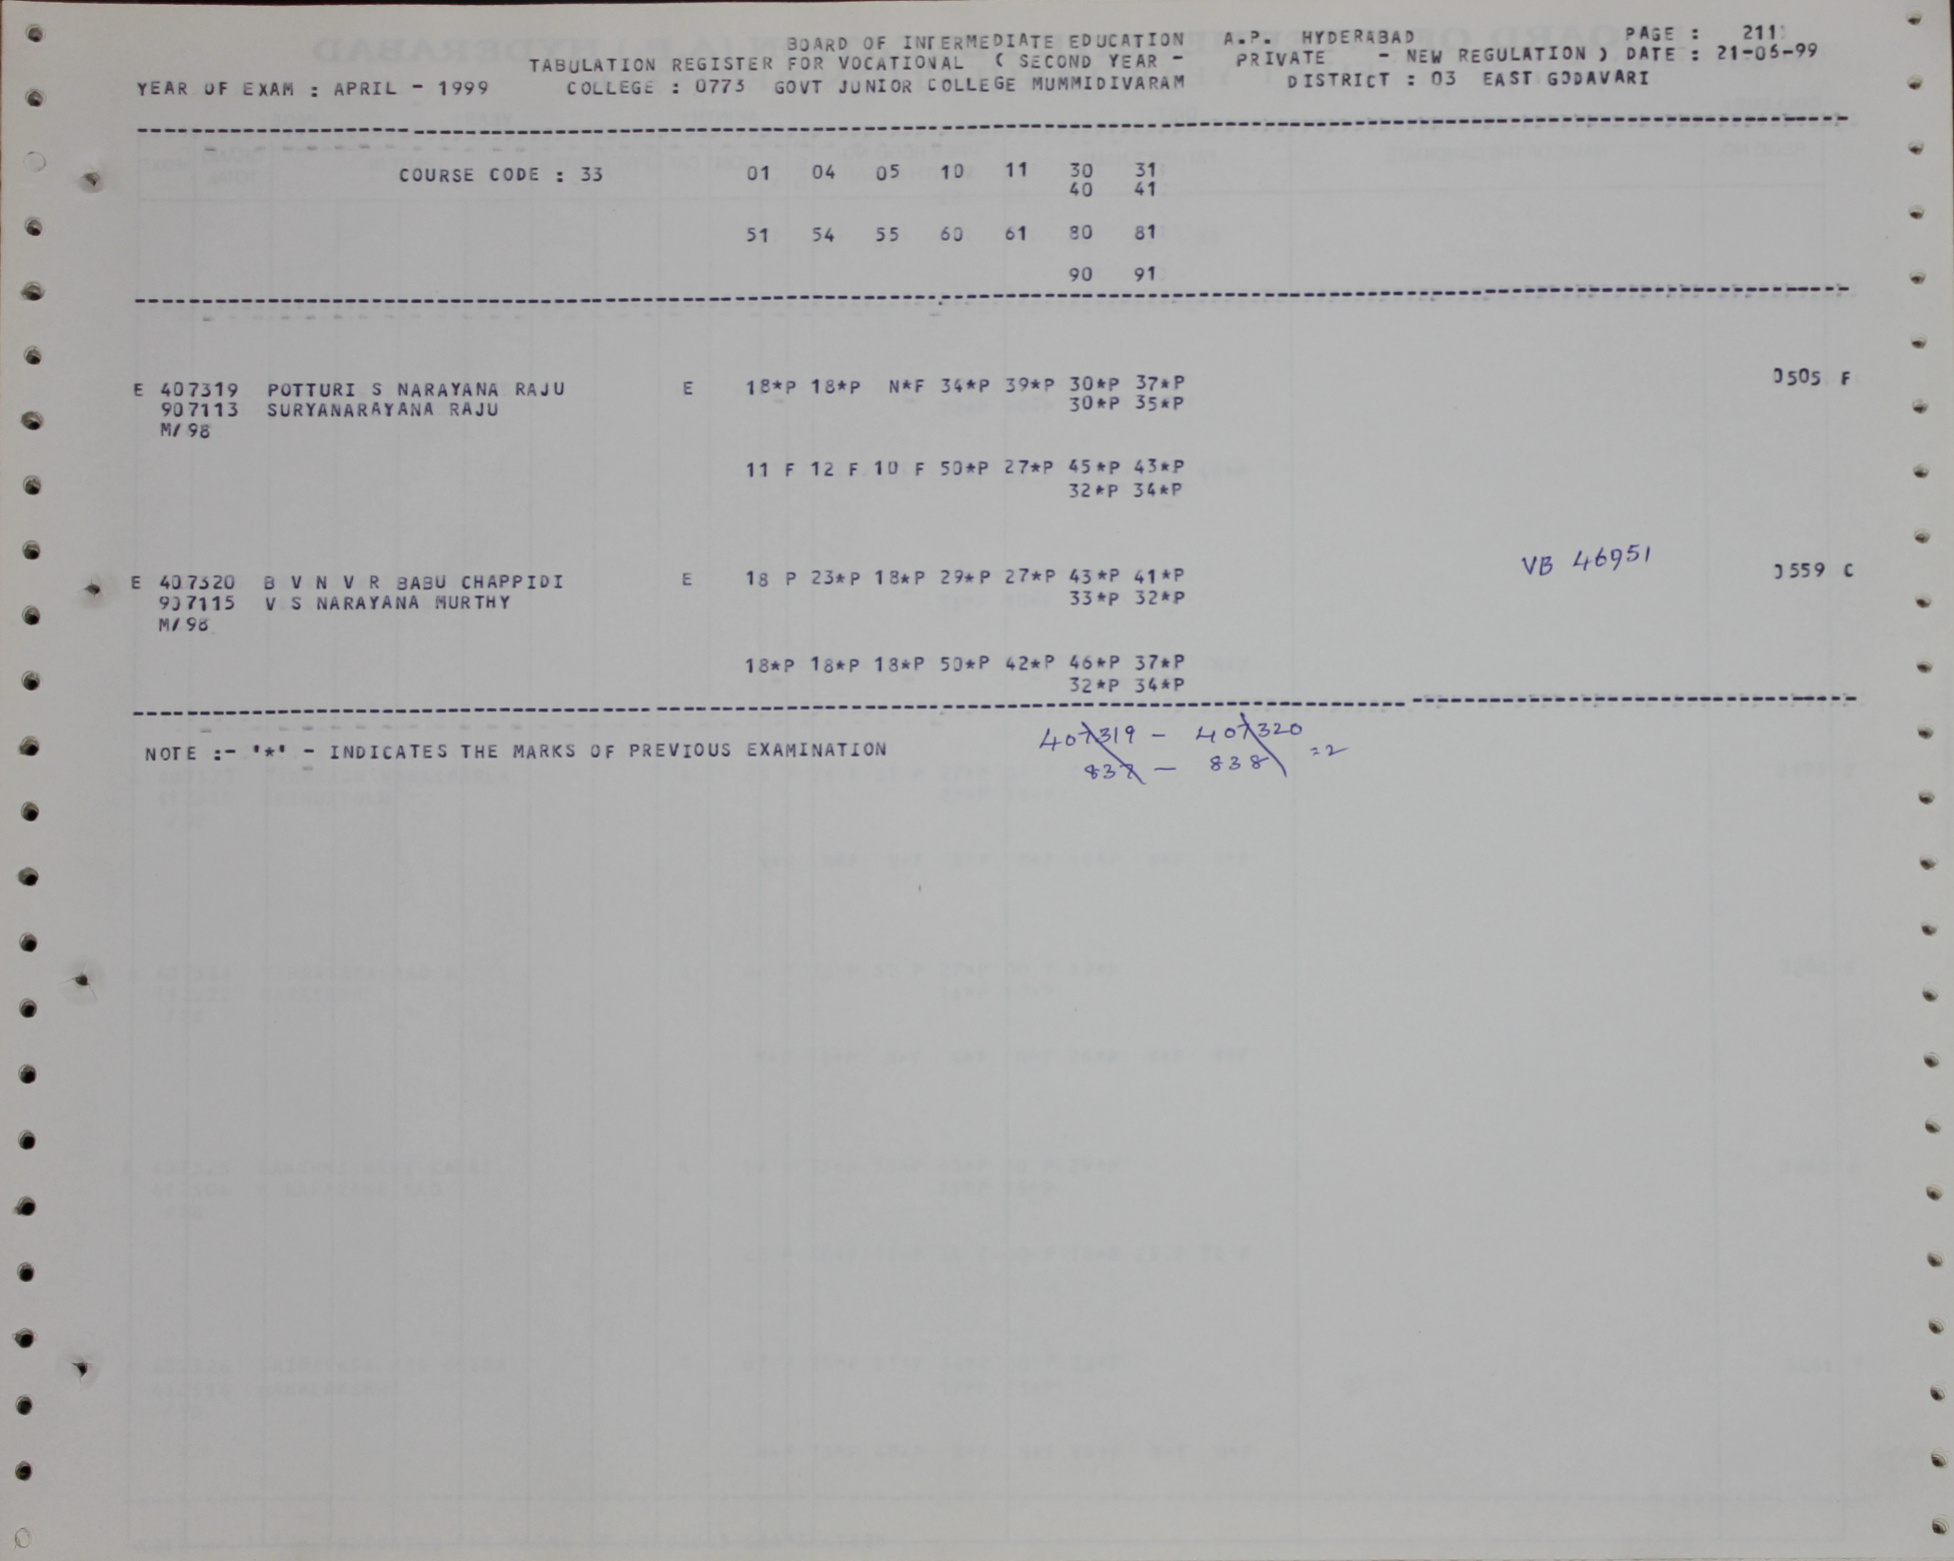 BOARD OF INTERMEDIATE EDUCATION A.P. HYDERABAD PAGE : 211
TABULATION REGISTER FOR VOCATIONAL ( SECOND YEAR - PRIVATE - NEW REGULATION ) DATE : 21-06-99
YEAR OF EXAM : APRIL - 1999 COLLEGE : 0773 GOVT JUNIOR COLLEGE MUMMIDIVARAM DISTRICT : 03 EAST GODAVARI
COURSE CODE : 33 01 04 05 10 11 30 31
40 41
51 54 55 60 61 80 81
90 91
E 407319 POTTURI S NARAYANA RAJU E 18*P 18*P N*F 34*P 39*P 30*P 37*P 0505 F
907113 SURYANARAYANA RAJU 30*P 35*P
M/98
11 F 12 F 10 F 50*P 27*P 45*P 43*P
32*P 34*P
VB 46951
E 407320 B V N V R BABU CHAPPIDI E 18 P 23*P 18*P 29*P 27*P 43*P 41*P 0559 C
907115 V S NARAYANA MURTHY 33*P 32*P
M/98
18*P 18*P 18*P 50*P 42*P 46*P 37*P
32*P 34*P
NOTE :- '*' - INDICATES THE MARKS OF PREVIOUS EXAMINATION
407319 - 407320
837 - 838 =2